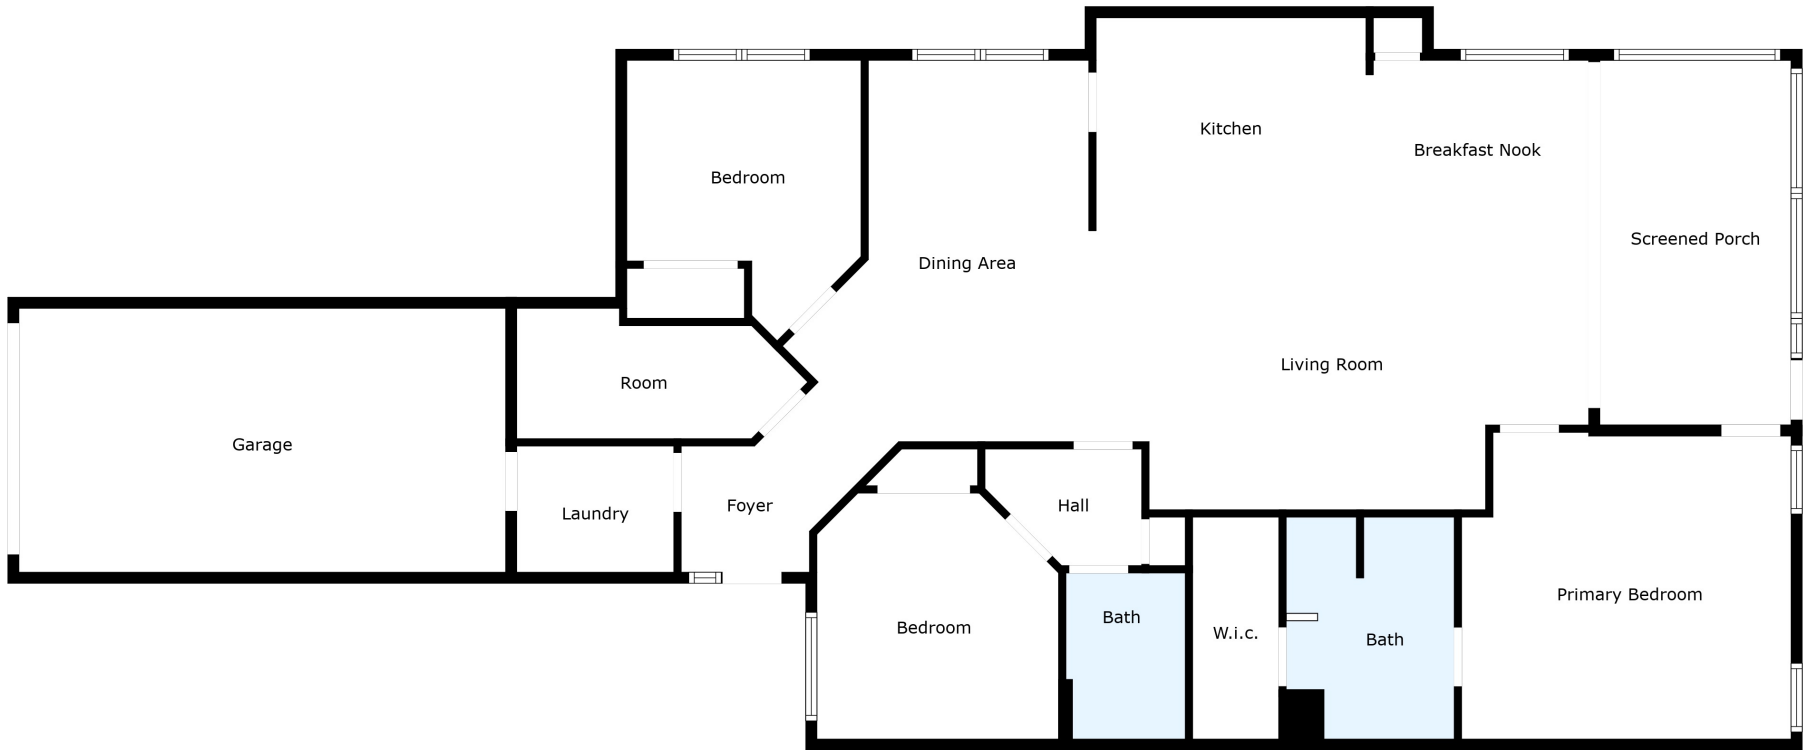 Kitchen
Breakfast Nook
Bedroom
Screened Porch
Dining Area
Living Room
Room
Garage
Foyer
Hall
Laundry
Primary Bedroom
Bath
Bedroom
W.i.c.
Bath